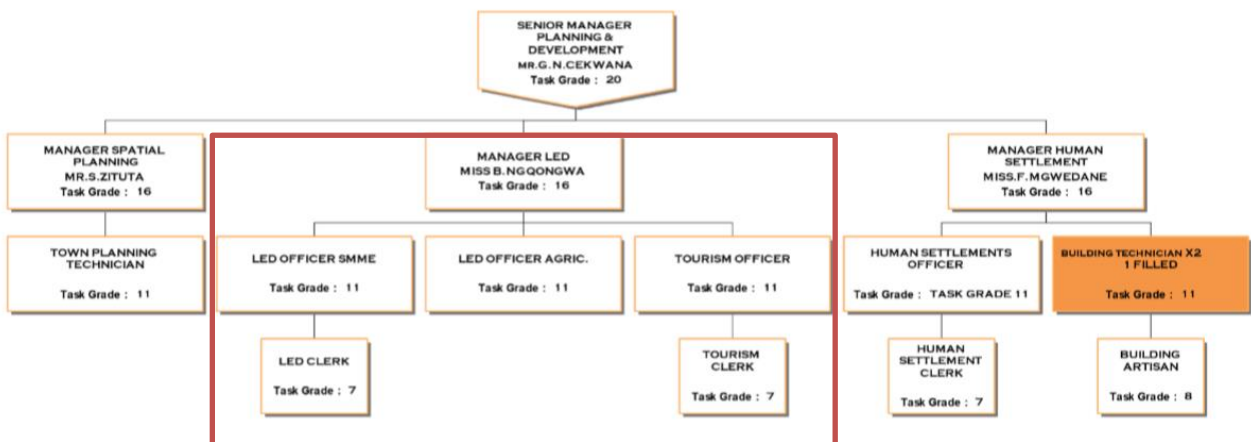 SENIOR MANAGER
PLANNING &
DEVELOPMENT
MR.G.N.CEKWANA
Task Grade : 20
MANAGER SPATIAL
PLANNING
MR.S.ZITUTA
Task Grade : 16
MANAGER LED
MISS B.NGQONGWA
Task Grade : 16
MANAGER HUMAN
SETTLEMENT
MISS.F.MGWEDANE
Task Grade : 16
TOWN PLANNING
TECHNICIAN
Task Grade : 11
LED OFFICER SMME
Task Grade : 11
LED OFFICER AGRIC.
Task Grade : 11
TOURISM OFFICER
Task Grade : 11
HUMAN SETTLEMENTS
OFFICER
Task Grade : TASK GRADE 11
BUILDING TECHNICIAN X2
1 FILLED
Task Grade : 11
LED CLERK
Task Grade : 7
TOURISM
CLERK
Task Grade : 7
HUMAN
SETTLEMENT
CLERK
Task Grade : 7
BUILDING
ARTISAN
Task Grade : 8